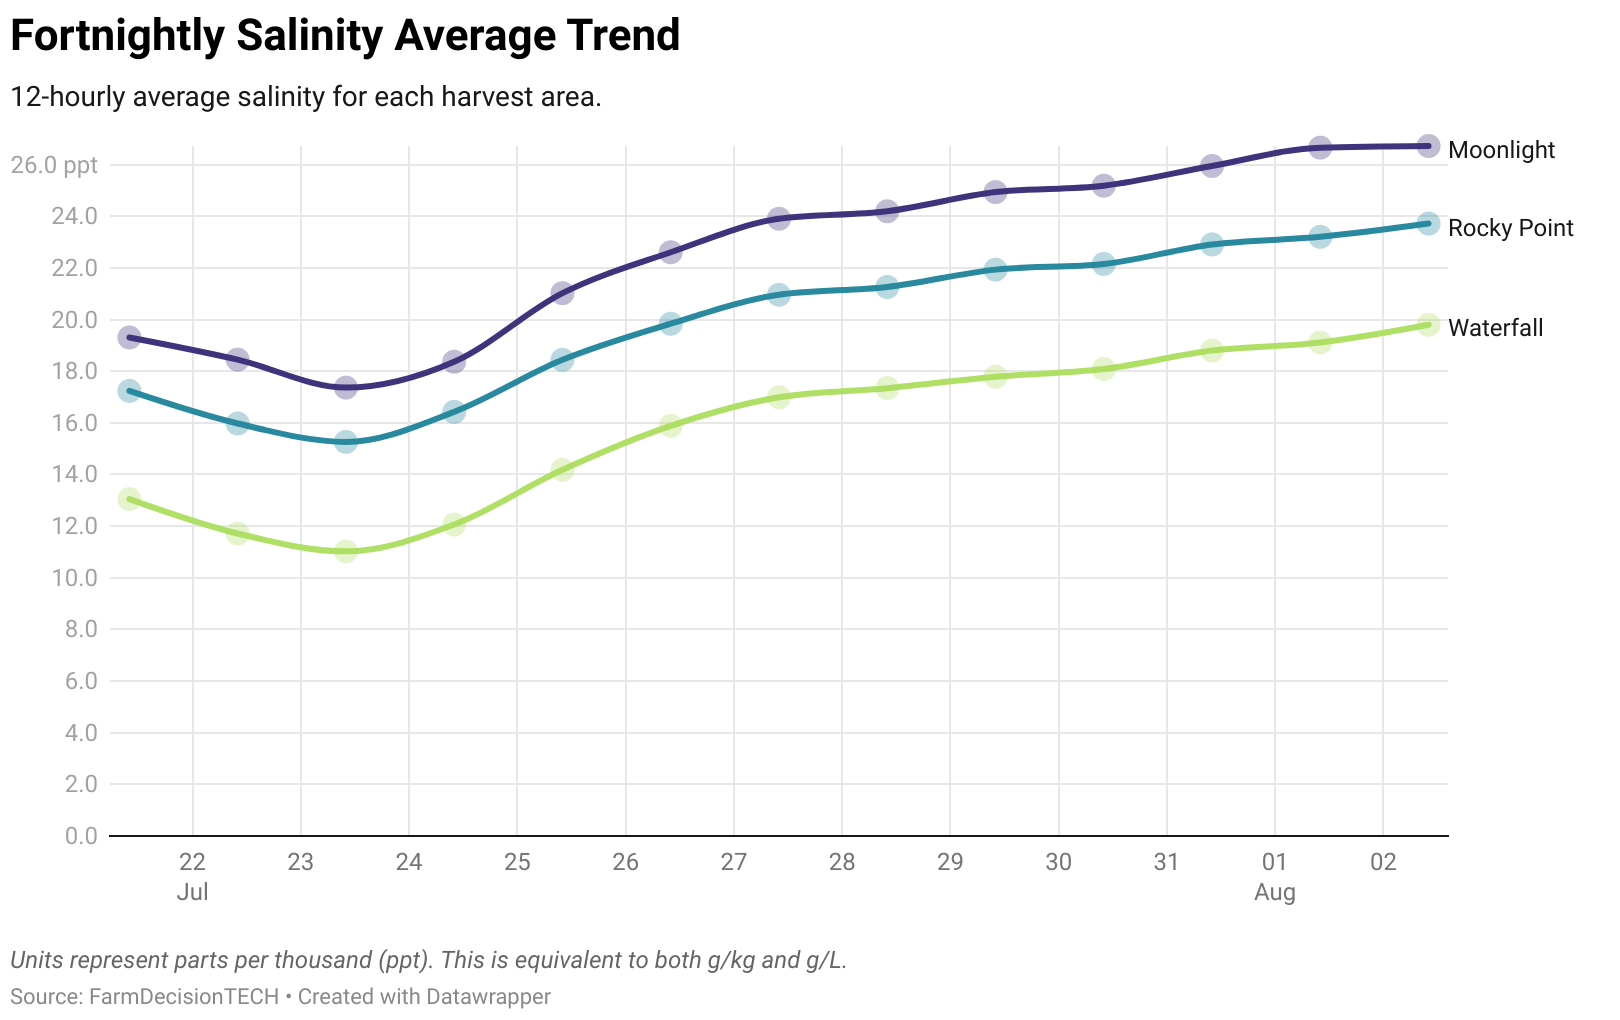 Fortnightly Salinity Average Trend
12-hourly average salinity for each harvest area.
26.0 ppt
24.0
22.0
20.0
18.0
16.0
14.0
12.0
10.0
8.0
6.0
4.0
2.0
0.0
Moonlight
Rocky Point
Waterfall
22 23 24 25 26 27 28 29 30 31 01 02
Jul Aug
Units represent parts per thousand (ppt). This is equivalent to both g/kg and g/L.
Source: FarmDecisionTECH • Created with Datawrapper